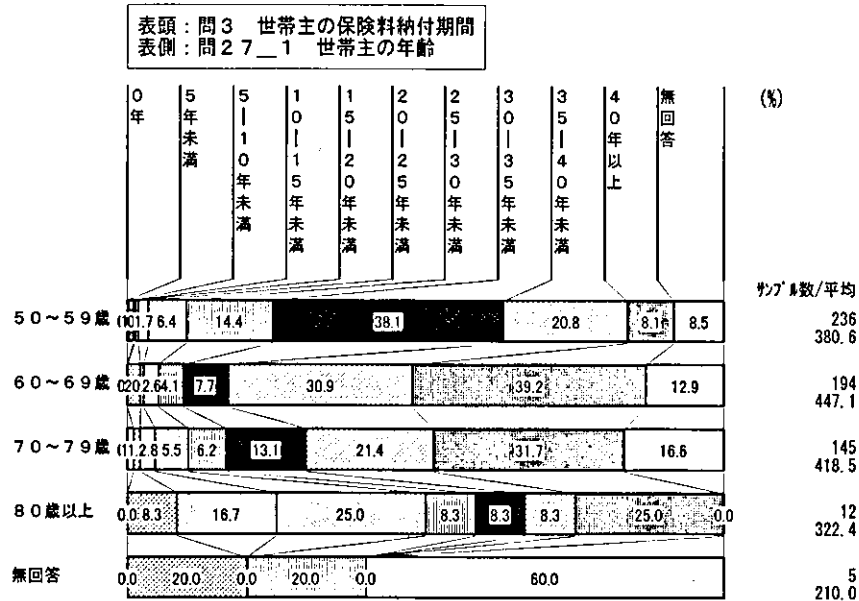 表頭：問３　世帯主の保険料納付期間
表側：問２７＿１　世帯主の年齢
０年
５年未満
５－１０年未満
１０－１５年未満
１５－２０年未満
２０－２５年未満
２５－３０年未満
３０－３５年未満
３５－４０年未満
４０年以上
無回答
(%)
ｻﾝﾌﾟﾙ数/平均
５０～５９歳 1.7 6.4 14.4 38.1 20.8 8.1 8.5 236
380.6
６０～６９歳 2.6 4.1 7.7 30.9 39.2 12.9 194
447.1
７０～７９歳 2.8 5.5 6.2 13.1 21.4 31.7 16.6 145
418.5
８０歳以上 0.0 8.3 16.7 25.0 8.3 8.3 8.3 25.0 0.0 12
322.4
無回答 0.0 20.0 0.0 20.0 0.0 60.0 5
210.0